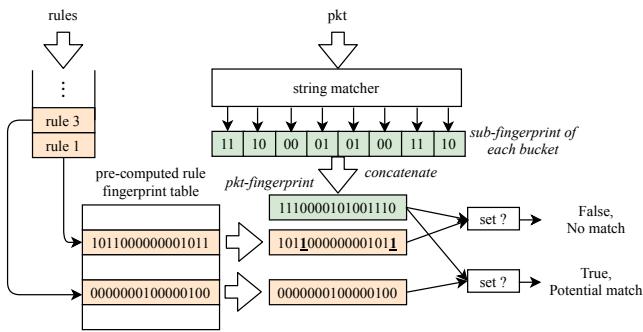 rules
pkt
⋮
string matcher
rule 3
rule 1
11 10 00 01 01 00 11 10
sub-fingerprint of
each bucket
pre-computed rule
fingerprint table
pkt-fingerprint
concatenate
1110000101001110
set ?
False,
No match
1011000000001011
1011000000001011
0000000100000100
0000000100000100
set ?
True,
Potential match